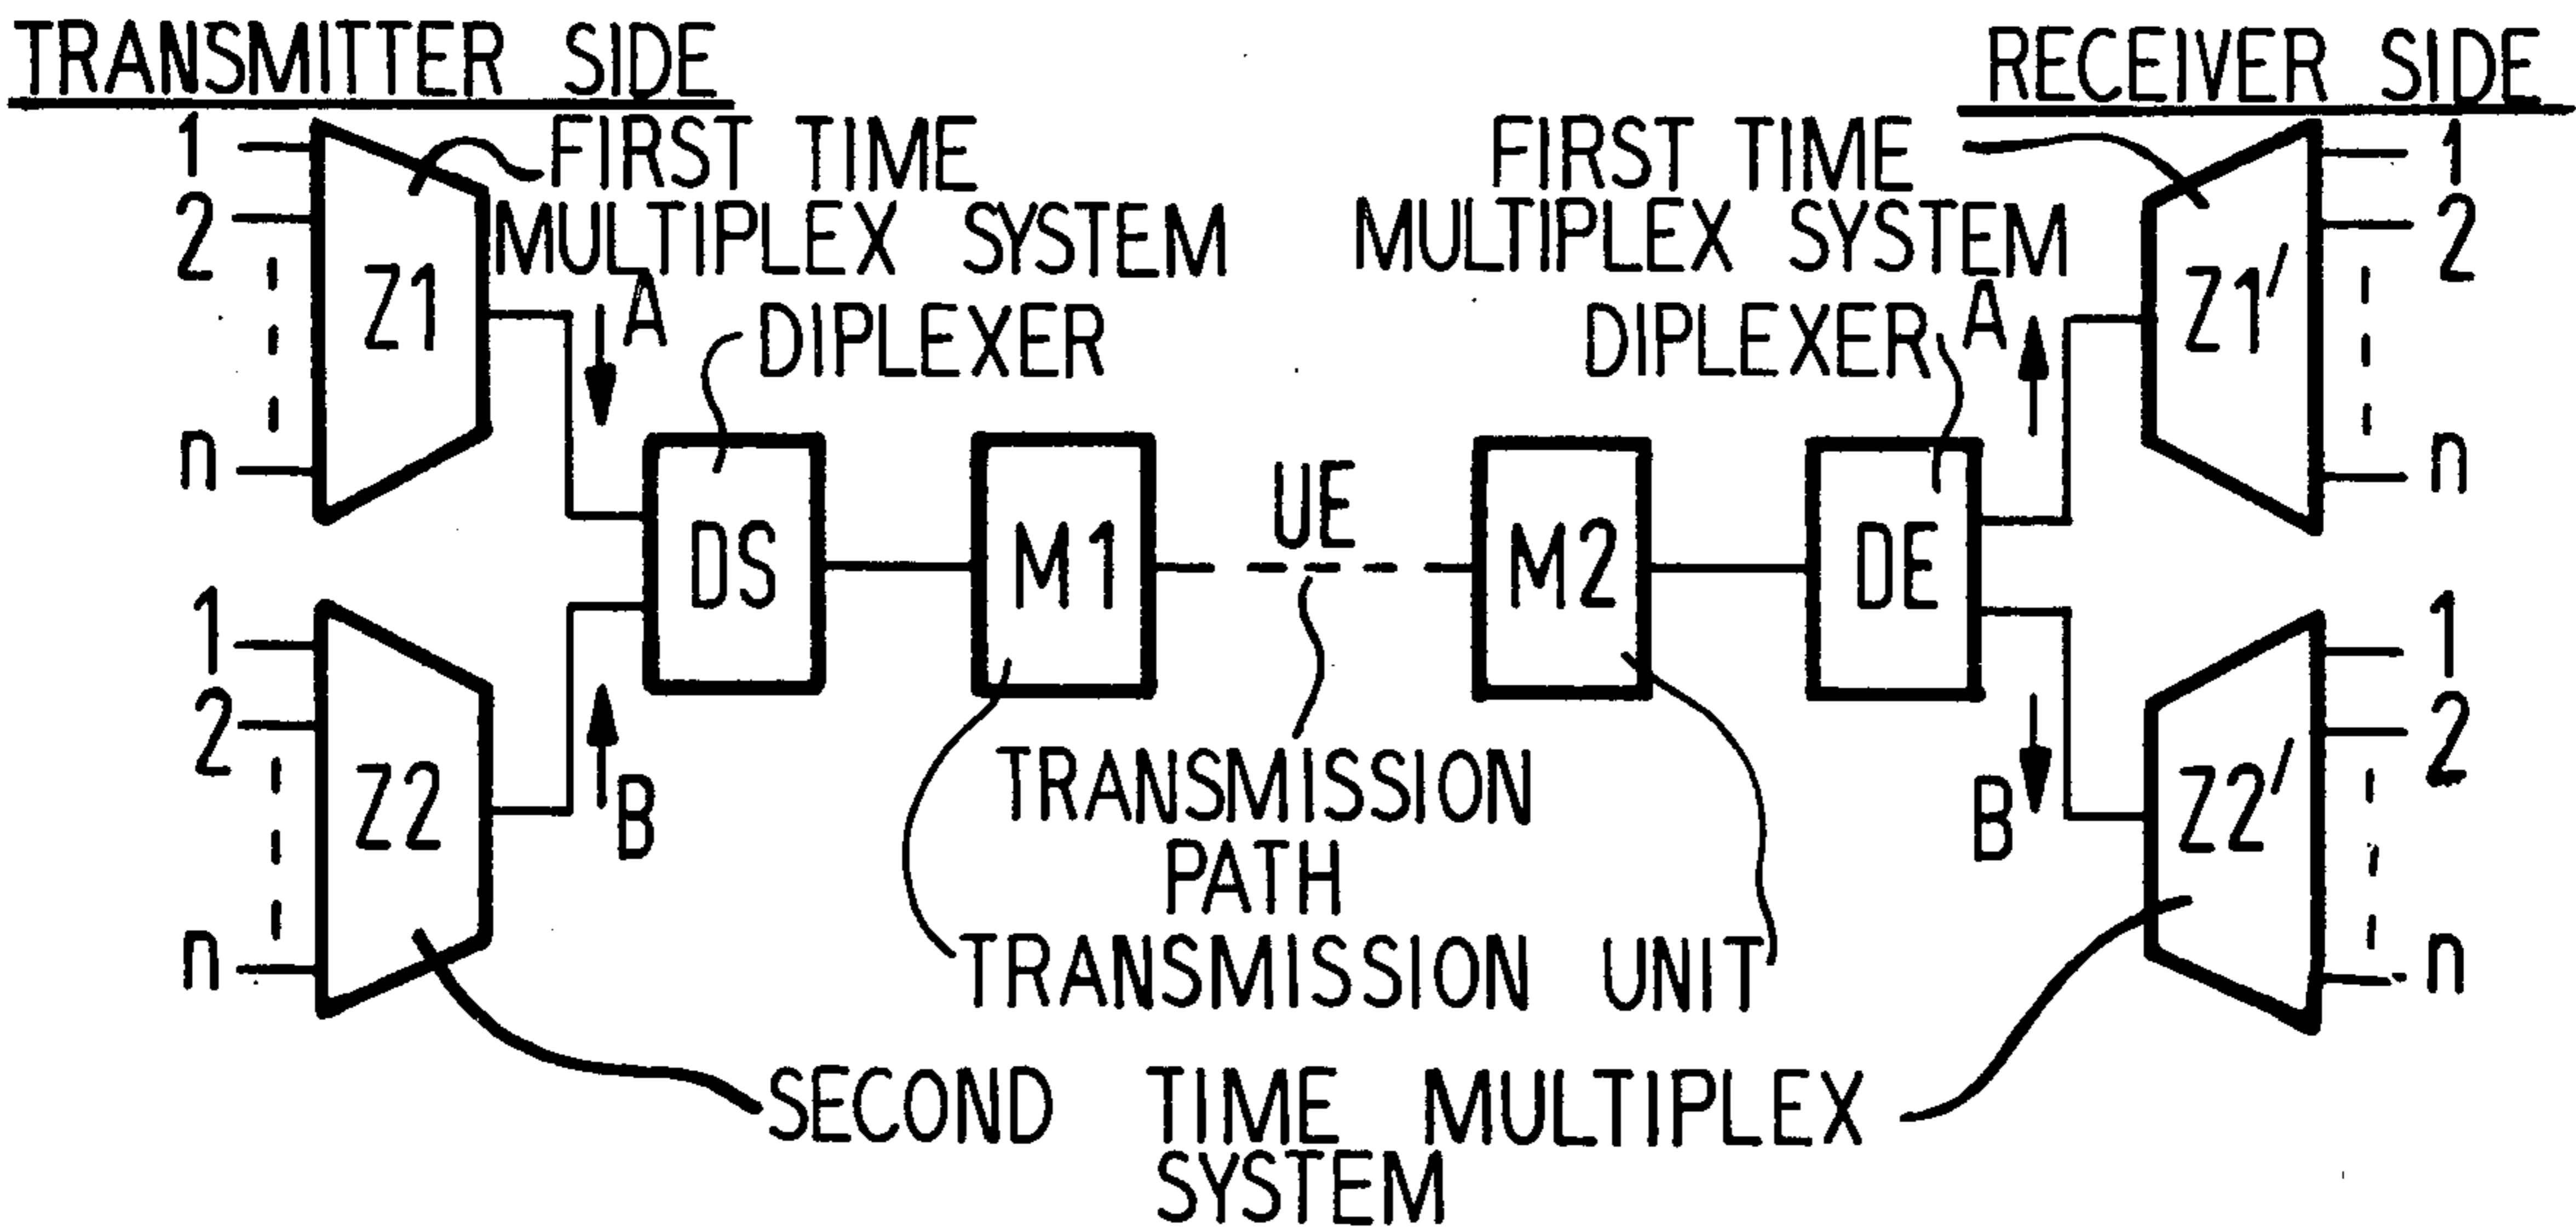 TRANSMITTER SIDE
RECEIVER SIDE
1
2
n
Z1
FIRST TIME
MULTIPLEX SYSTEM
A
DIPLEXER
FIRST TIME
MULTIPLEX SYSTEM
DIPLEXER
A
Z1'
1
2
n
DS
M1
UE
M2
DE
1
2
n
Z2
B
TRANSMISSION
PATH
TRANSMISSION UNIT
B
Z2'
1
2
n
SECOND TIME MULTIPLEX
SYSTEM